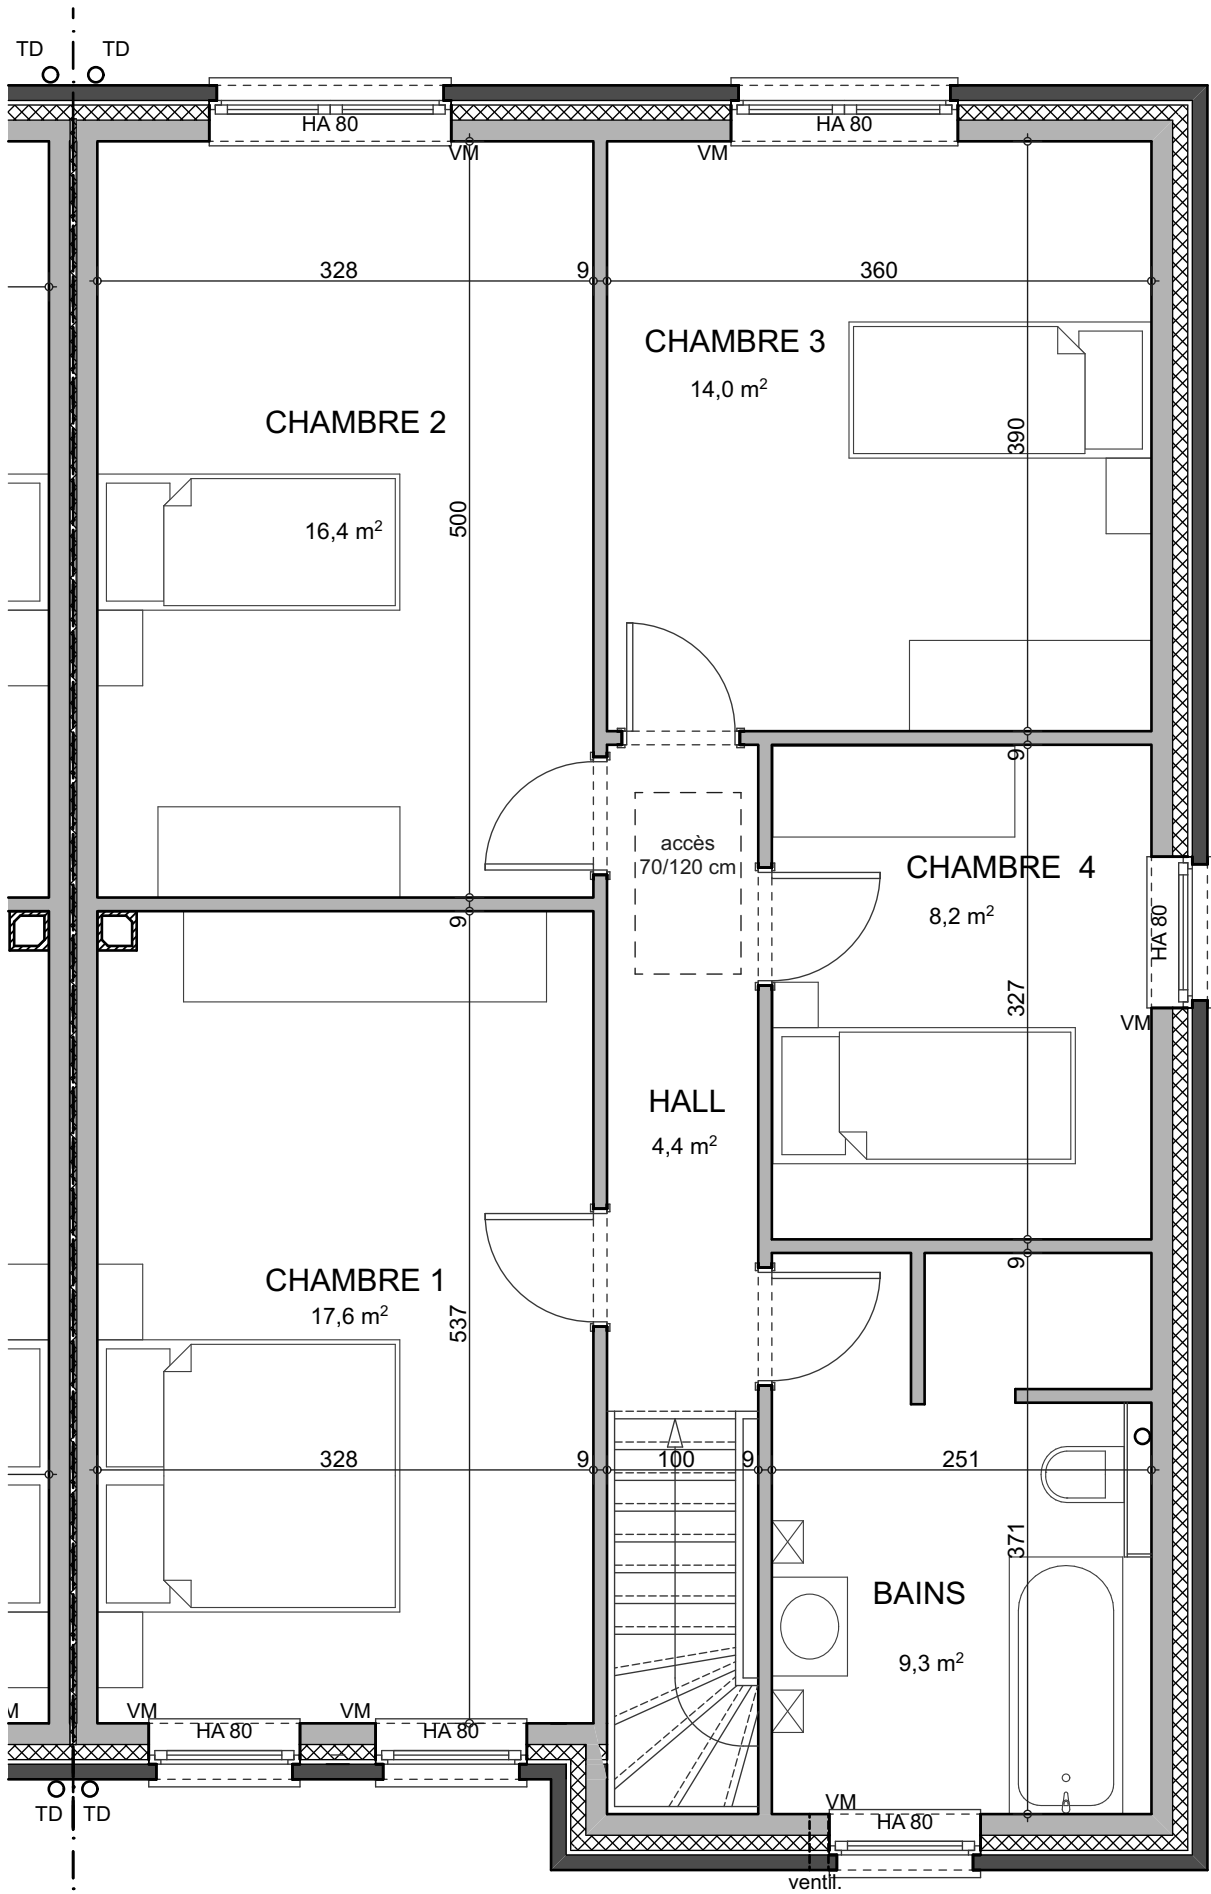 TD TD
HA 80
HA 80
VM
VM
328
9
360
CHAMBRE 3
14,0 m²
CHAMBRE 2
390
500
16,4 m²
9
accès
70/120 cm
CHAMBRE 4
8,2 m²
9
HA 80
327
VM
HALL
4,4 m²
9
CHAMBRE 1
17,6 m²
537
328
9
100
9
251
371
BAINS
9,3 m²
VM
VM
HA 80
HA 80
VM
HA 80
TD TD
ventil.